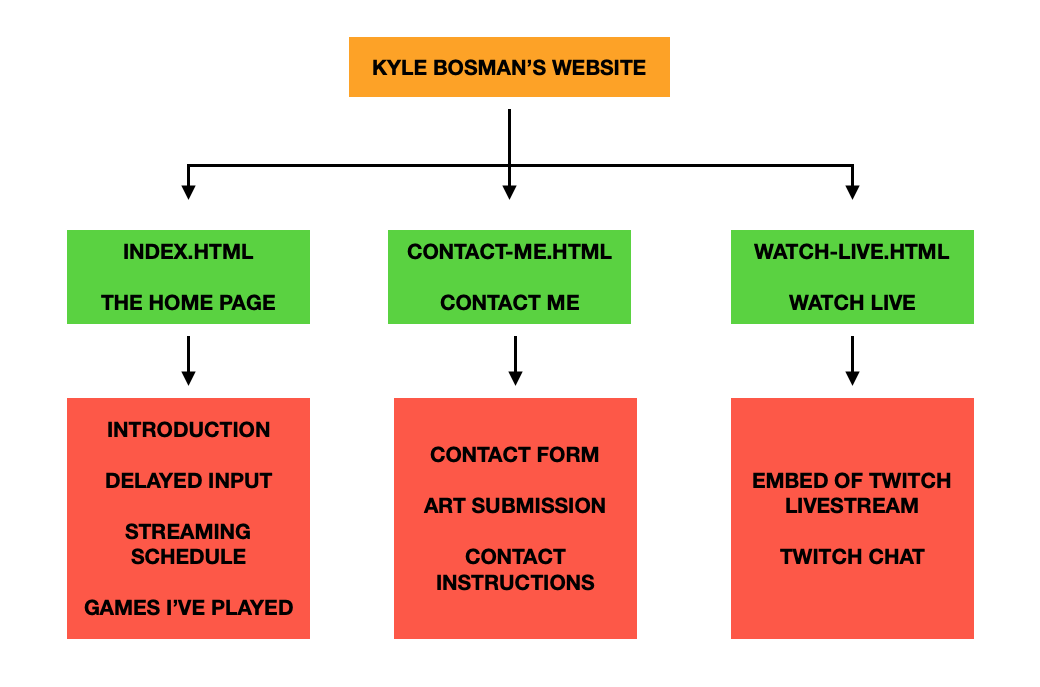 KYLE BOSMAN’S WEBSITE
INDEX.HTML
THE HOME PAGE
CONTACT-ME.HTML
CONTACT ME
WATCH-LIVE.HTML
WATCH LIVE
INTRODUCTION
DELAYED INPUT
STREAMING
SCHEDULE
GAMES I’VE PLAYED
CONTACT FORM
ART SUBMISSION
CONTACT
INSTRUCTIONS
EMBED OF TWITCH
LIVESTREAM
TWITCH CHAT